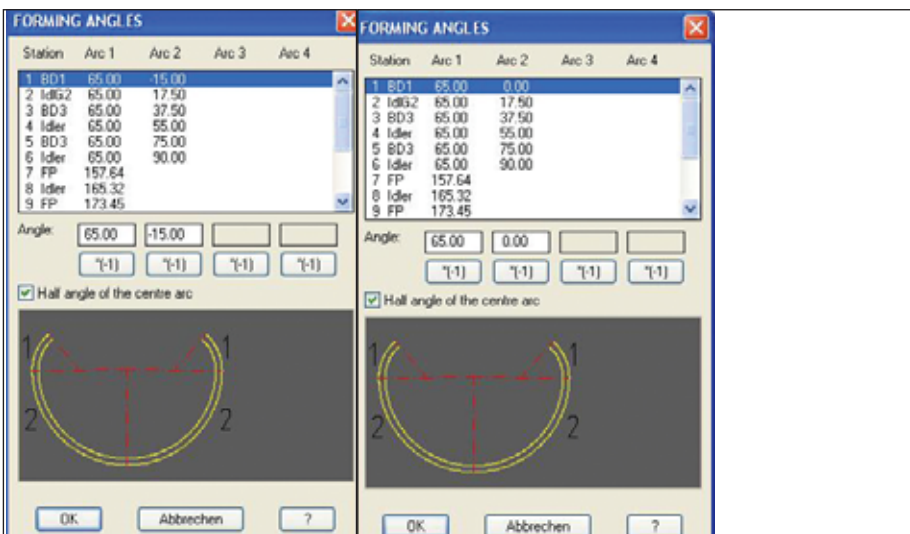 FORMING ANGLES
Station Arc 1 Arc 2 Arc 3 Arc 4
1 BD1 65.00 -15.00
2 IdlG2 65.00 17.50
3 BD3 65.00 37.50
4 Idler 65.00 55.00
5 BD3 65.00 75.00
6 Idler 65.00 90.00
7 FP 157.64
8 Idler 165.32
9 FP 173.45
Angle: 65.00 -15.00
*(-1) *(-1) *(-1) *(-1)
Half angle of the centre arc
1 1
2 2
OK Abbrechen ?
FORMING ANGLES
Station Arc 1 Arc 2 Arc 3 Arc 4
1 BD1 65.00 0.00
2 IdlG2 65.00 17.50
3 BD3 65.00 37.50
4 Idler 65.00 55.00
5 BD3 65.00 75.00
6 Idler 65.00 90.00
7 FP 157.64
8 Idler 165.32
9 FP 173.45
Angle: 65.00 0.00
*(-1) *(-1) *(-1) *(-1)
Half angle of the centre arc
1 1
2 2
OK Abbrechen ?